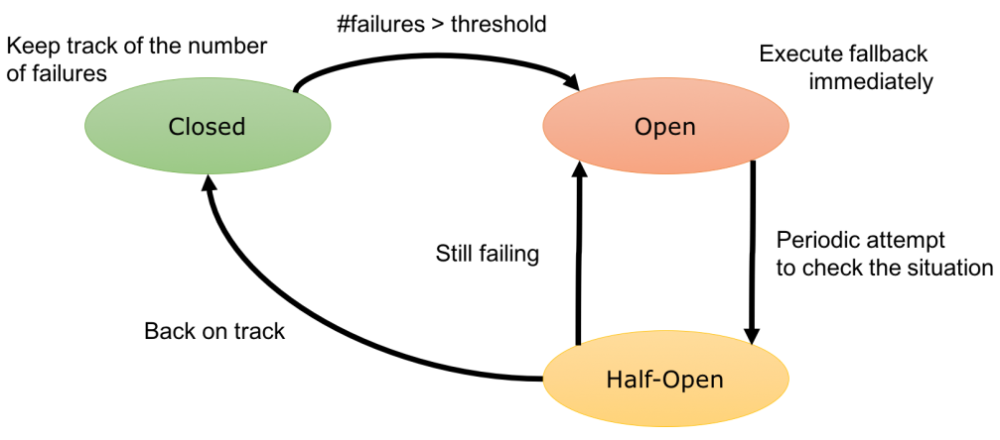 #failures > threshold
Keep track of the number
of failures
Execute fallback
immediately
Closed
Open
Still failing
Periodic attempt
to check the situation
Back on track
Half-Open